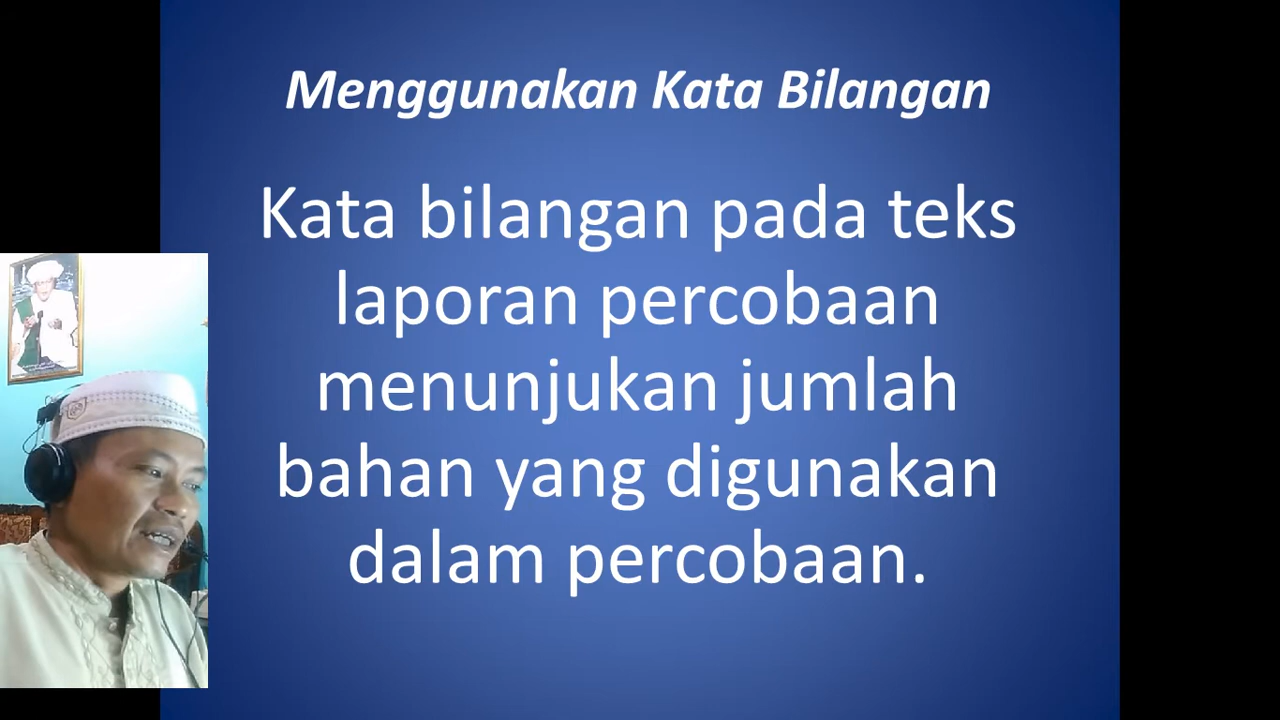 Menggunakan Kata Bilangan
Kata bilangan pada teks
laporan percobaan
menunjukan jumlah
bahan yang digunakan
dalam percobaan.